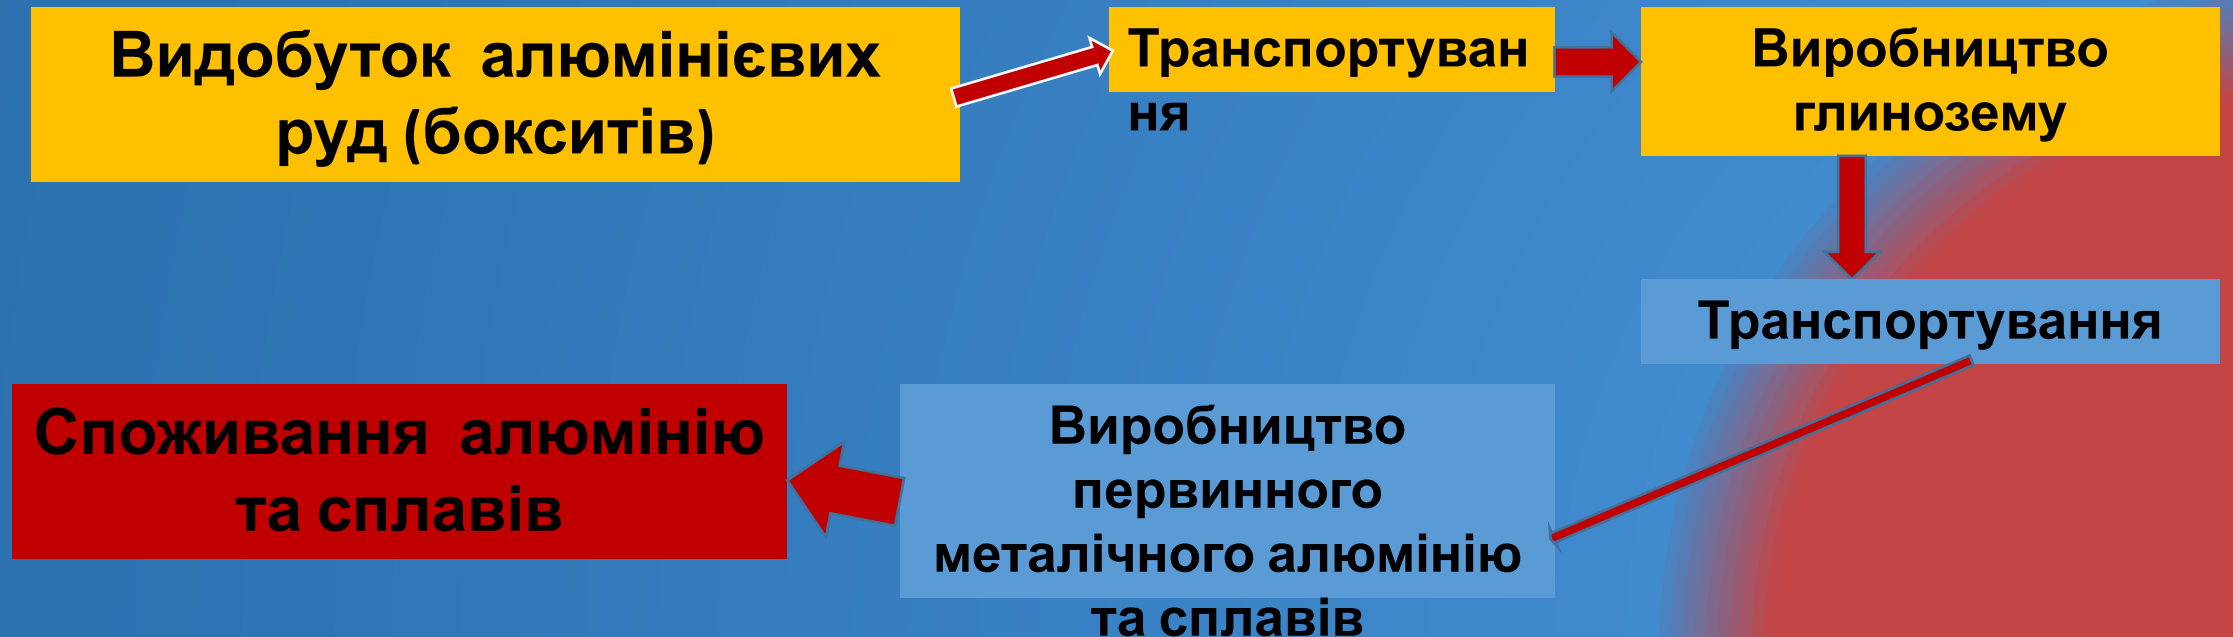 Видобуток алюмінієвих
руд (бокситів)
Транспортуван
ня
Виробництво
глинозему
Транспортування
Виробництво
первинного
металічного алюмінію
та сплавів
Споживання алюмінію
та сплавів